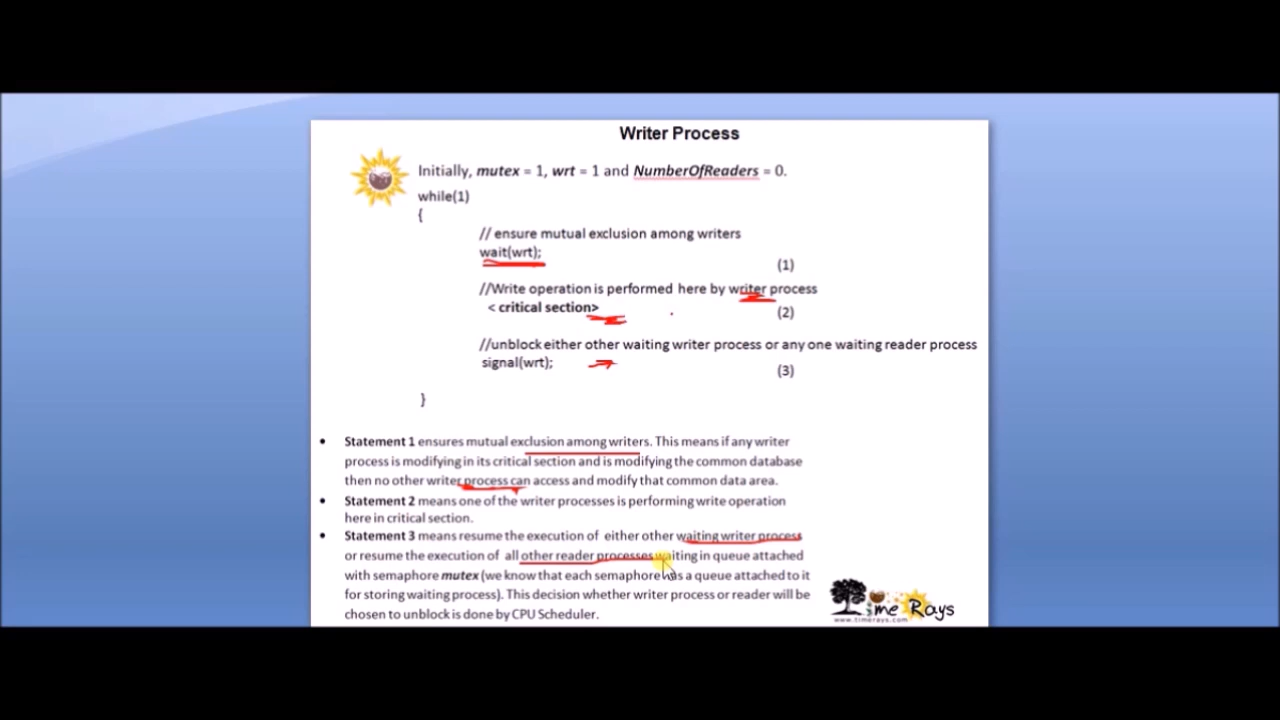 Writer Process
Initially, mutex = 1, wrt = 1 and NumberOfReaders = 0.
while(1)
{
// ensure mutual exclusion among writers
wait(wrt);
(1)
//Write operation is performed here by writer process
< critical section>
(2)
//unblock either other waiting writer process or any one waiting reader process
signal(wrt);
(3)
}
• Statement 1 ensures mutual exclusion among writers. This means if any writer
process is modifying in its critical section and is modifying the common database
then no other writer process can access and modify that common data area.
• Statement 2 means one of the writer processes is performing write operation
here in critical section.
• Statement 3 means resume the execution of either other waiting writer process
or resume the execution of all other reader processes waiting in queue attached
with semaphore mutex (we know that each semaphore has a queue attached to it
for storing waiting process). This decision whether writer process or reader will be
chosen to unblock is done by CPU Scheduler.
Time Rays
www.timerays.com